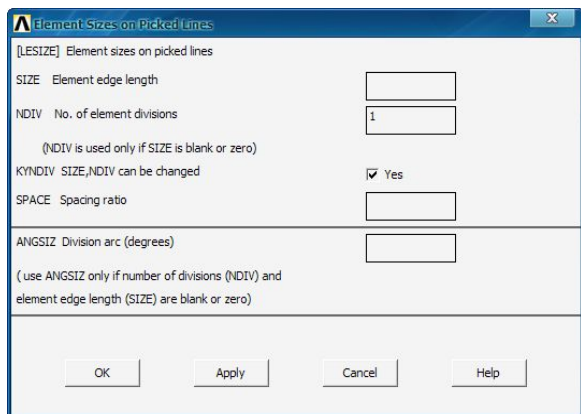 Element Sizes on Picked Lines
[LESIZE] Element sizes on picked lines
SIZE Element edge length
NDIV No. of element divisions 1
(NDIV is used only if SIZE is blank or zero)
KYNDIV SIZE,NDIV can be changed Yes
SPACE Spacing ratio
ANGSIZ Division arc (degrees)
( use ANGSIZ only if number of divisions (NDIV) and
element edge length (SIZE) are blank or zero)
OK Apply Cancel Help